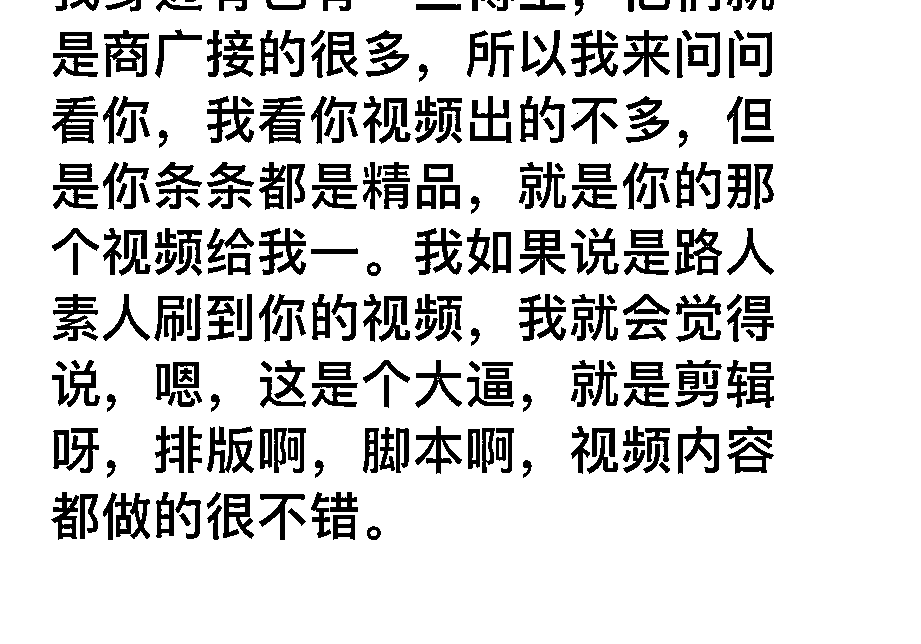 是商广接的很多，所以我来问问
看你，我看你视频出的不多，但
是你条条都是精品，就是你的那
个视频给我一。我如果说是路人
素人刷到你的视频，我就会觉得
说，嗯，这是个大逼，就是剪辑
呀，排版啊，脚本啊，视频内容
都做的很不错。